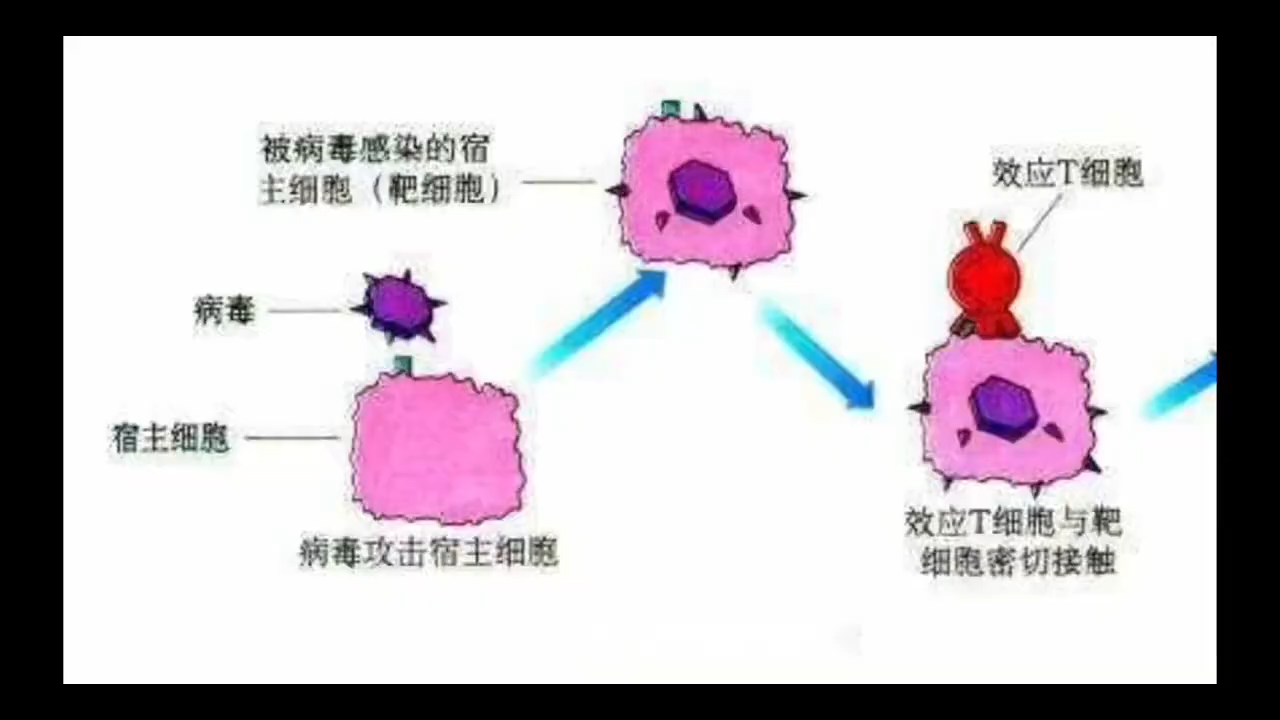 被病毒感染的宿
主细胞（靶细胞）
效应T细胞
病毒
宿主细胞
病毒攻击宿主细胞
效应T细胞与靶
细胞密切接触